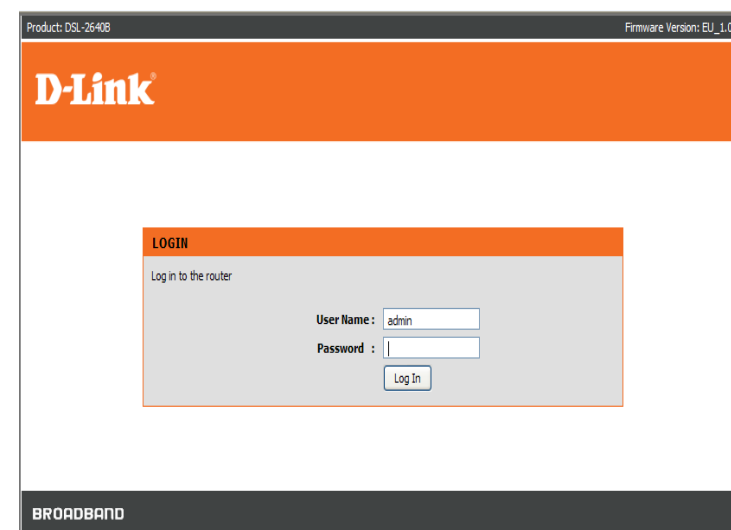 Product: DSL-2640B Firmware Version: EU_1.0
D-Link®
LOGIN
Log in to the router
User Name : admin
Password :
Log In
BROADBAND